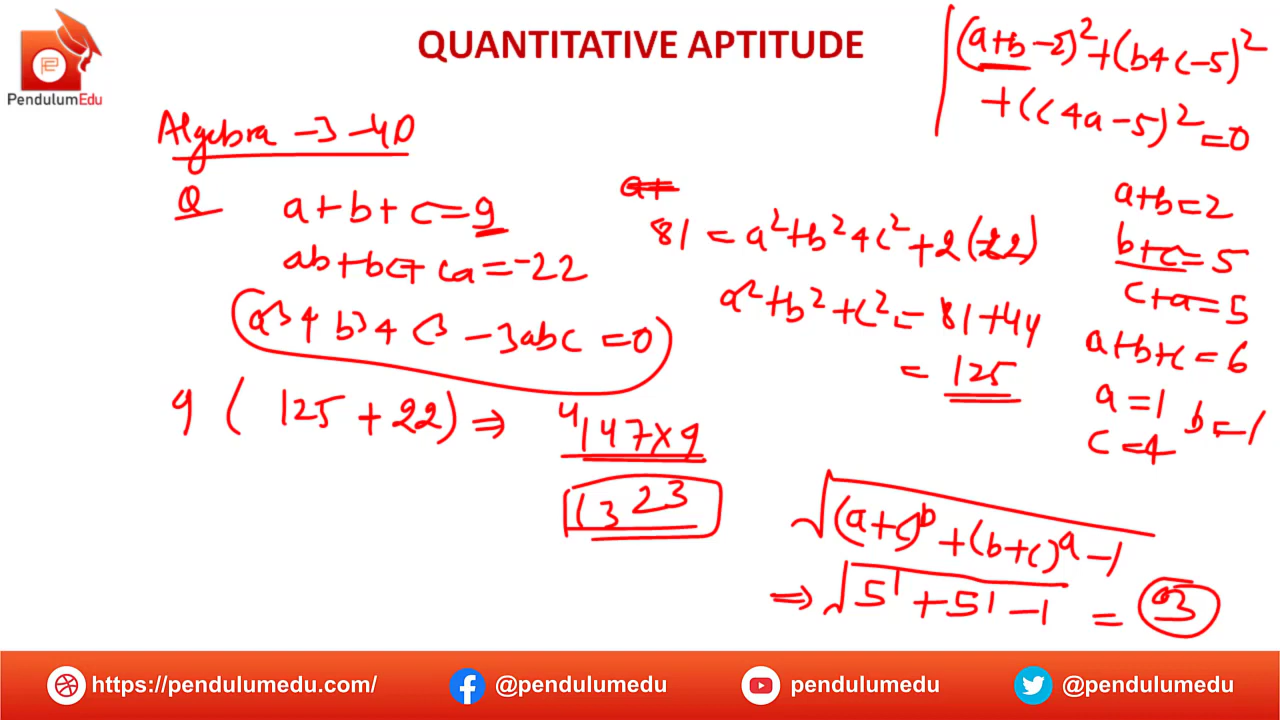 QUANTITATIVE APTITUDE
PendulumEdu
Algebra -3 -40
Q a+b+c=9
ab+bc+ca=-22
a3+b3+c3-3abc=0
9(125+22)⇒ 147×9
1323
a+
81=a²+b²+c²+2(-22)
a²+b²+c²=81+44
=125
(a+b-2)²+(b+c-5)²
+(c+a-5)²=0
a+b=2
b+c=5
c+a=5
a+b+c=6
a=1 b=1
c=4
√(a+c)^b+(b+c)^a-1
⇒√5¹+5¹-1=3
https://pendulumedu.com/ @pendulumedu pendulumedu @pendulumedu